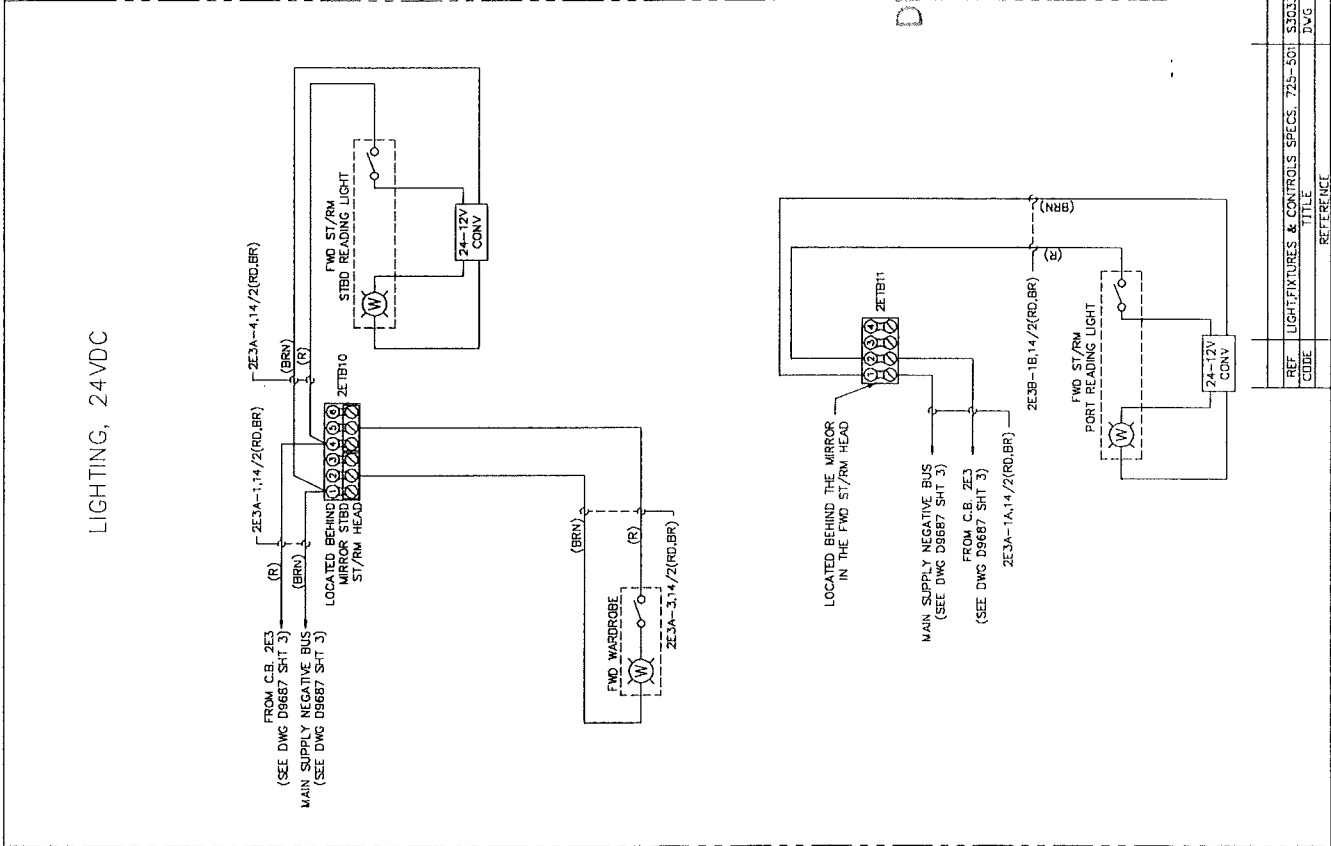 LIGHTING, 24VDC
D
2E3A-4,14/2(RD,BR)
(BRN)
(R)
2ETB10
2E3A-1,14/2(RD,BR)
(R)
(BRN)
1 2 3 4 5 6
LOCATED BEHIND
MIRROR STBD
ST/RM HEAD
FROM C.B. 2E3
(SEE DWG D9687 SHT 3)
MAIN SUPPLY NEGATIVE BUS
(SEE DWG D9687 SHT 3)
FWD ST/RM
STBD READING LIGHT
W
24-12V
CONV
(BRN)
(R)
2E3A-3,14/2(RD,BR)
FWD WARDROBE
W
LOCATED BEHIND THE MIRROR
IN THE FWD ST/RM HEAD
2ETB11
1 2 3 4
MAIN SUPPLY NEGATIVE BUS
(SEE DWG D9687 SHT 3)
FROM C.B. 2E3
(SEE DWG D9687 SHT 3)
2E3A-1A,14/2(RD,BR)
2E3B-1B,14/2(RD,BR)
(R)
(BRN)
FWD ST/RM
PORT READING LIGHT
W
24-12V
CONV
REF LIGHT,FIXTURES & CONTROLS SPECS, 725-501 S303
CODE TITLE DWG
REFERENCE